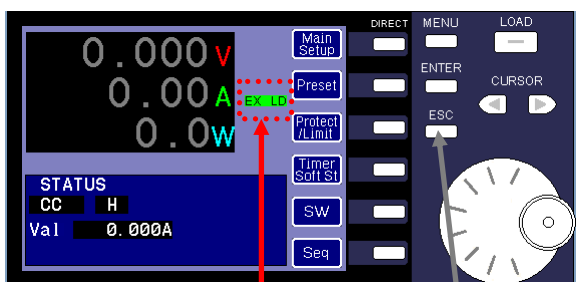 DIRECT MENU LOAD
0.000V
Main
Setup
0.00A
EX LD
Preset
ENTER
CURSOR
0.0W
Protect
/Limit
ESC
Timer
Soft St
STATUS
CC H
SW
Val 0.000A
Seq